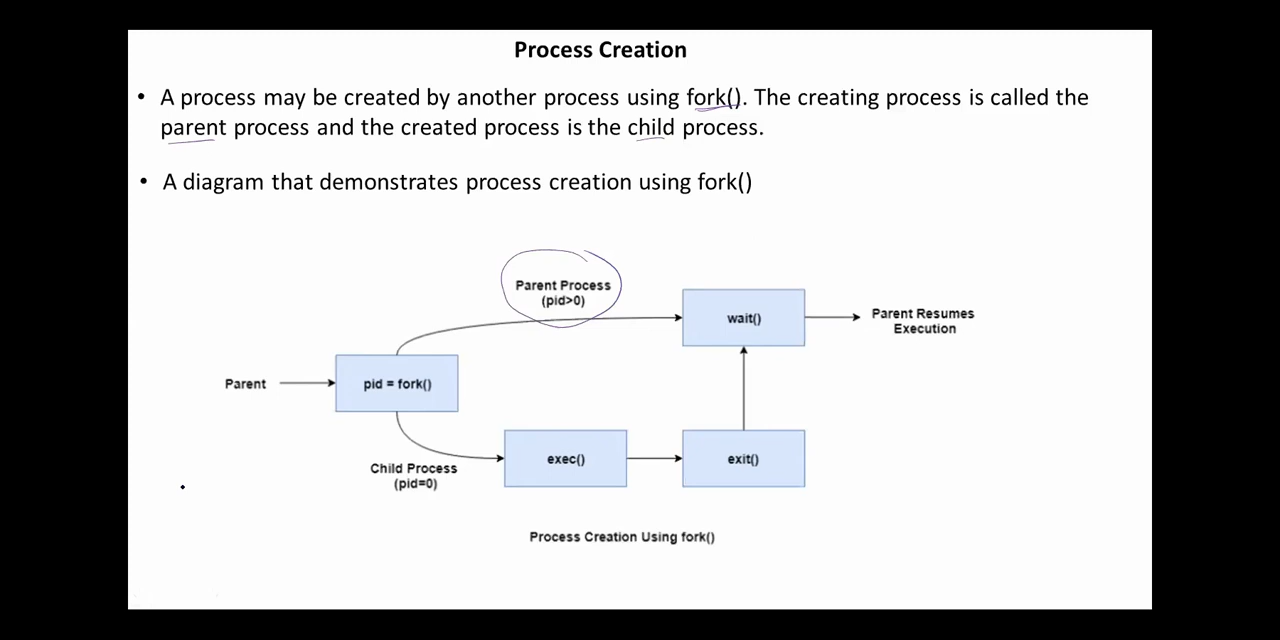 Process Creation
• A process may be created by another process using fork(). The creating process is called the
parent process and the created process is the child process.
• A diagram that demonstrates process creation using fork()
Parent Process
(pid>0)
wait()
Parent Resumes
Execution
Parent
pid = fork()
Child Process
(pid=0)
exec()
exit()
Process Creation Using fork()